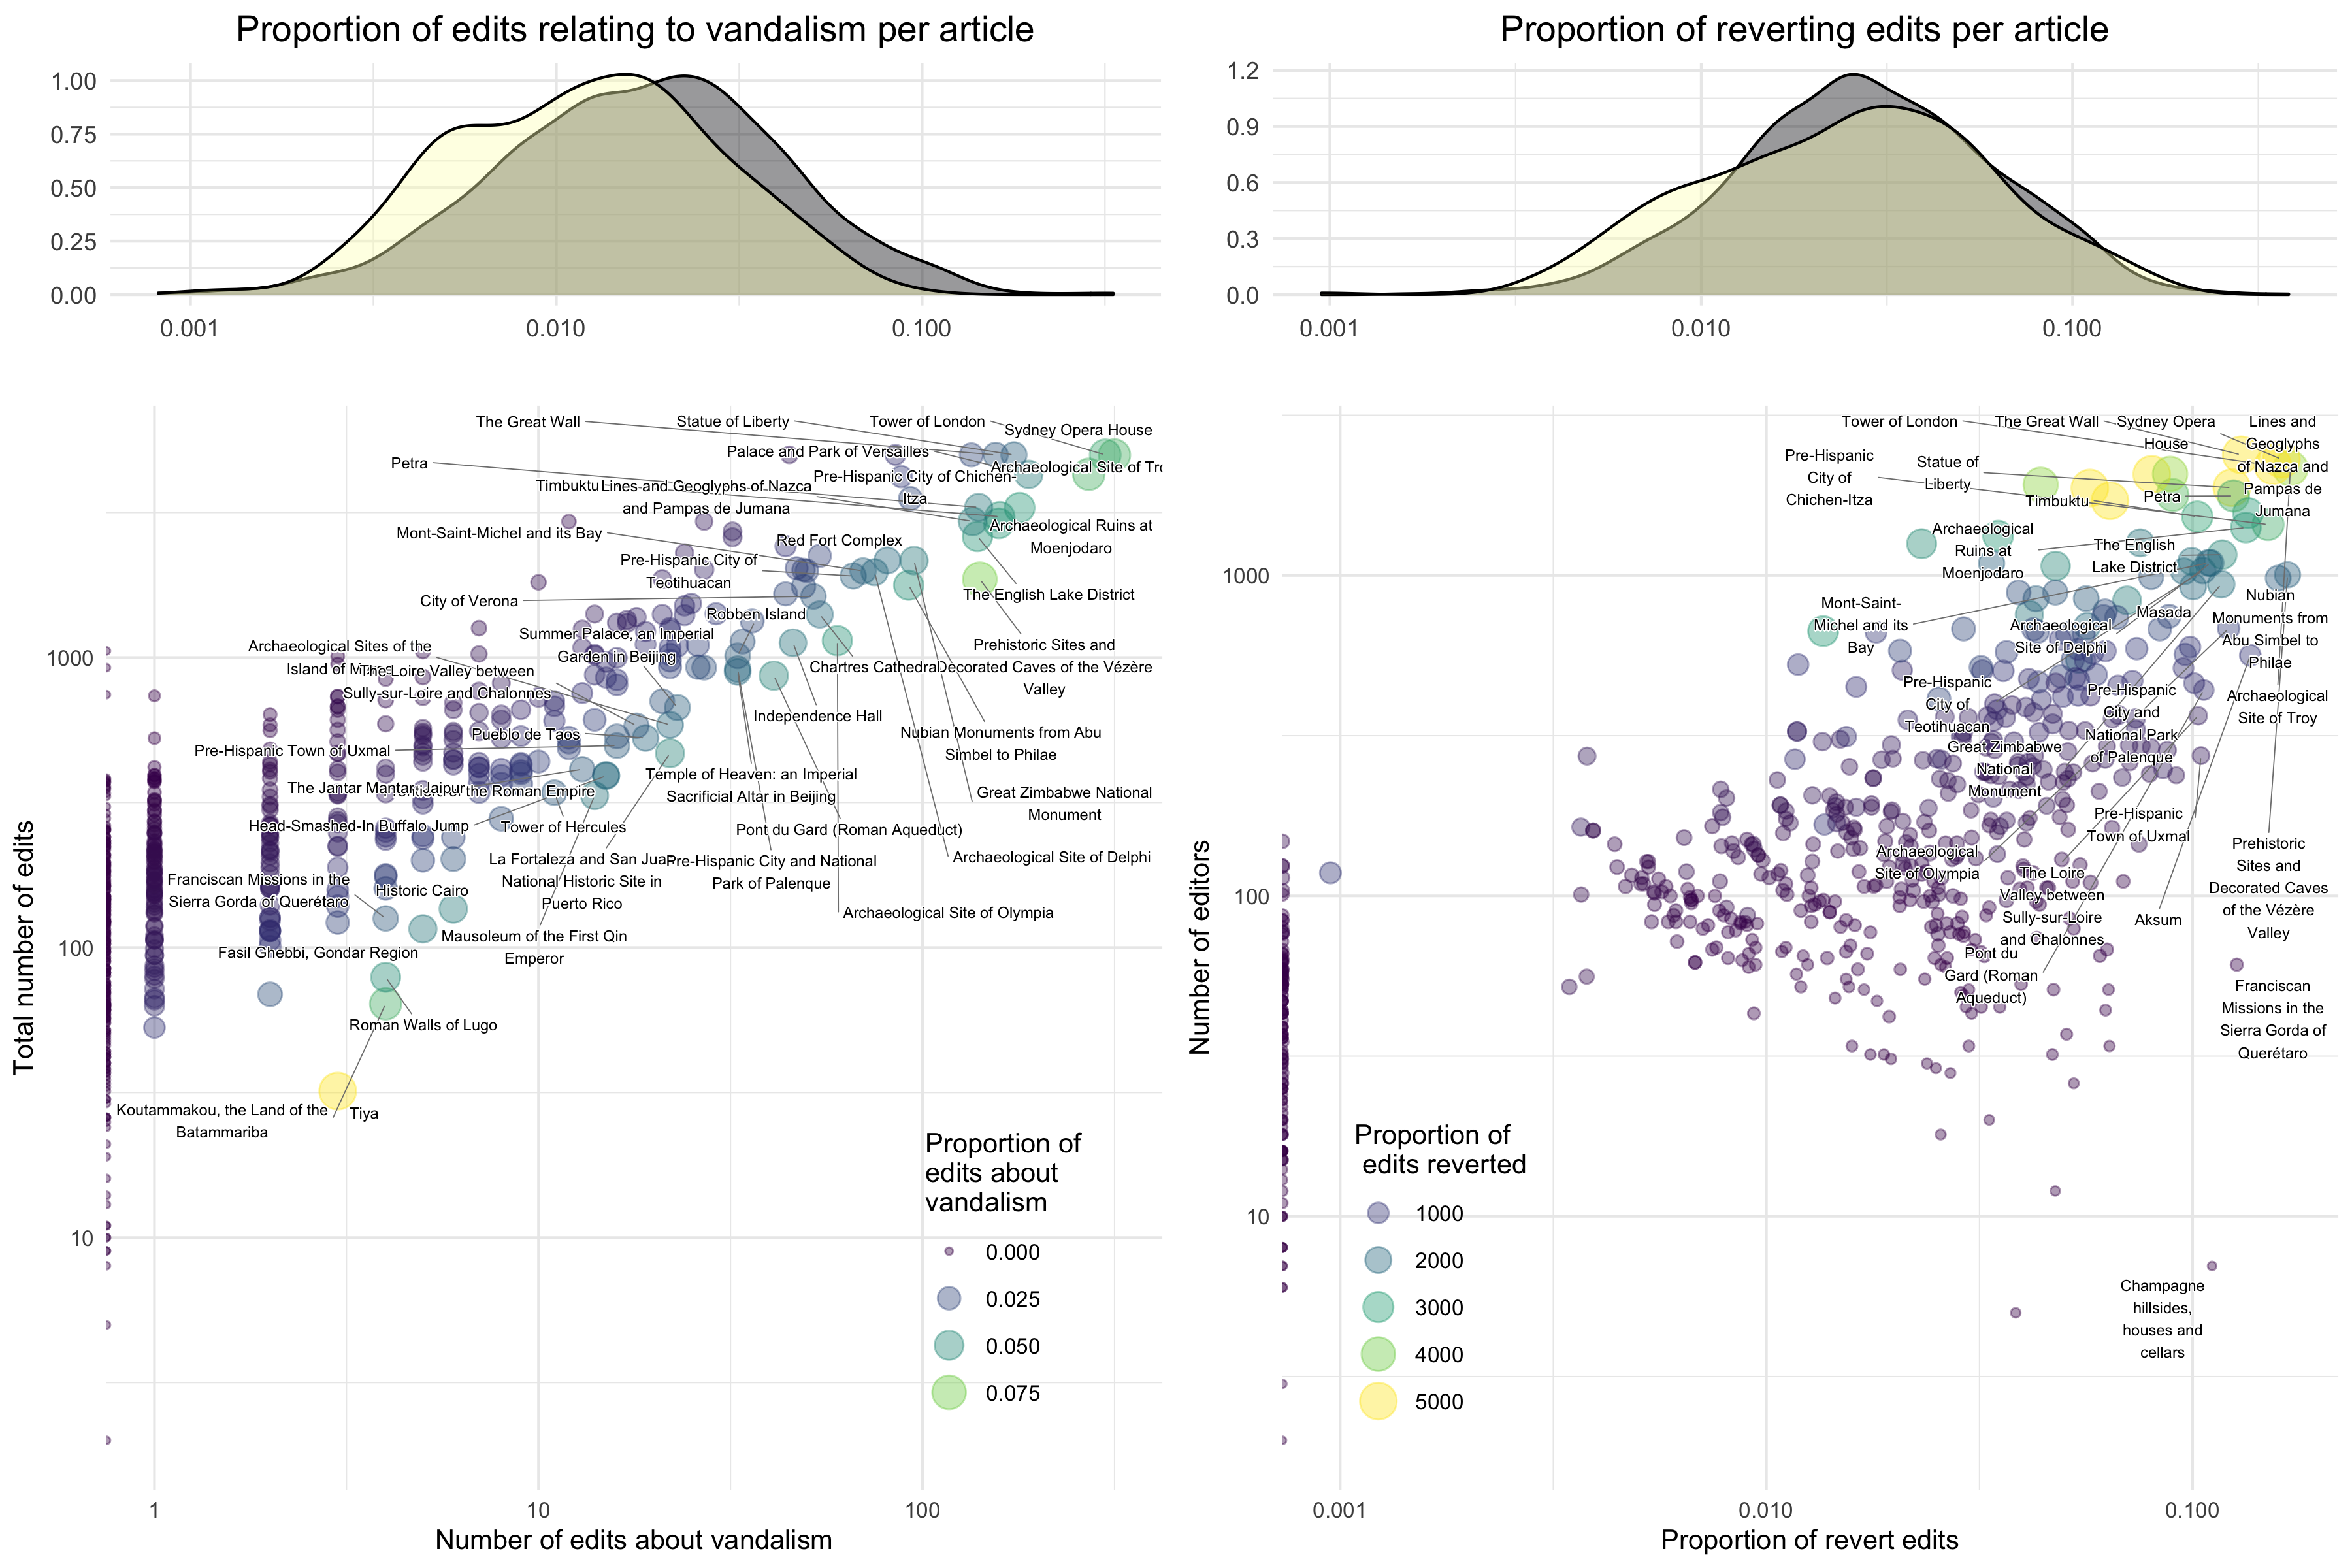 Proportion of edits relating to vandalism per article
1.00
0.75
0.50
0.25
0.00
0.001
0.010
0.100
Proportion of reverting edits per article
1.2
0.9
0.6
0.3
0.0
0.001
0.010
0.100
Total number of edits
1000
100
10
The Great Wall
Statue of Liberty
Tower of London
Sydney Opera House
Palace and Park of Versailles
Petra
Archaeological Site of Tro
Pre-Hispanic City of Chichen-
Itza
Timbuktu
Lines and Geoglyphs of Nazca
and Pampas de Jumana
Archaeological Ruins at
Moenjodaro
Mont-Saint-Michel and its Bay
Red Fort Complex
Pre-Hispanic City of
Teotihuacan
City of Verona
The English Lake District
Robben Island
Summer Palace, an Imperial
Garden in Beijing
Archaeological Sites of the
Island of
The Loire Valley between
Sully-sur-Loire and Chalonnes
Prehistoric Sites and
Decorated Caves of the Vézère
Valley
Chartres Cathedral
Independence Hall
Pueblo de Taos
Pre-Hispanic Town of Uxmal
Nubian Monuments from Abu
Simbel to Philae
Temple of Heaven: an Imperial
Sacrificial Altar in Beijing
The Jantar Mantar, Jaipur
of the Roman Empire
Great Zimbabwe National
Monument
Head-Smashed-In Buffalo Jump
Tower of Hercules
Pont du Gard (Roman Aqueduct)
La Fortaleza and San Juan
National Historic Site in
Puerto Rico
Pre-Hispanic City and National
Park of Palenque
Archaeological Site of Delphi
Franciscan Missions in the
Sierra Gorda of Querétaro
Historic Cairo
Archaeological Site of Olympia
Mausoleum of the First Qin
Emperor
Fasil Ghebbi, Gondar Region
Roman Walls of Lugo
Koutammakou, the Land of the
Batammariba
Tiya
Proportion of
edits about
vandalism
0.000
0.025
0.050
0.075
1
10
100
Number of edits about vandalism
Number of editors
1000
100
10
Tower of London
The Great Wall
Sydney Opera
House
Lines and
Geoglyphs
of Nazca and
Pampas de
Jumana
Pre-Hispanic
City of
Chichen-Itza
Statue of
Liberty
Timbuktu
Petra
Archaeological
Ruins at
Moenjodaro
The English
Lake District
Mont-Saint-
Michel and its
Bay
Masada
Archaeological
Site of Delphi
Nubian
Monuments from
Abu Simbel to
Philae
Pre-Hispanic
City of
Teotihuacan
Pre-Hispanic
City and
National Park
of Palenque
Archaeological
Site of Troy
Great Zimbabwe
National
Monument
Pre-Hispanic
Town of Uxmal
Archaeological
Site of Olympia
The Loire
Valley between
Sully-sur-Loire
and Chalonnes
Aksum
Prehistoric
Sites and
Decorated Caves
of the Vézère
Valley
Pont du
Gard (Roman
Aqueduct)
Franciscan
Missions in the
Sierra Gorda of
Querétaro
Champagne
hillsides,
houses and
cellars
Proportion of
edits reverted
1000
2000
3000
4000
5000
0.001
0.010
0.100
Proportion of revert edits